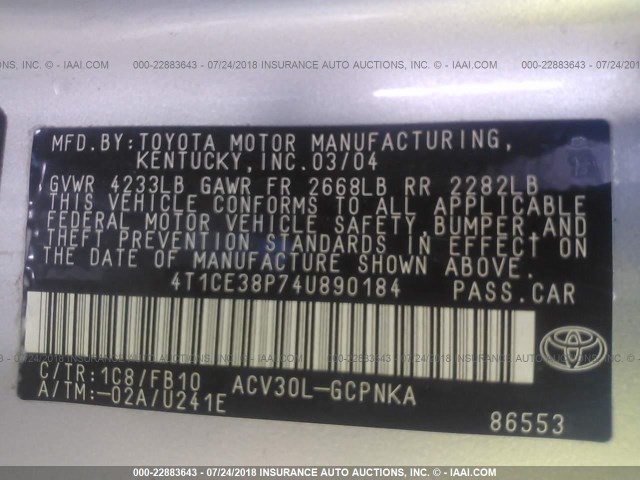 000-22883643 - 07/24/2018 INSURANCE AUTO AUCTIONS, INC. © - IAAI.COM
MFD.BY:TOYOTA MOTOR MANUFACTURING,
KENTUCKY,INC.03/04
GVWR 4233LB GAWR FR 2668LB RR 2282LB
THIS VEHICLE CONFORMS TO ALL APPLICABLE
FEDERAL MOTOR VEHICLE SAFETY,BUMPER,AND
THEFT PREVENTION STANDARDS IN EFFECT ON
THE DATE OF MANUFACTURE SHOWN ABOVE.
4T1CE38P74U890184 PASS.CAR
C/TR:1C8/FB10 ACV30L-GCPNKA
A/TM:-02A/U241E
86553
000-22883643 - 07/24/2018 INSURANCE AUTO AUCTIONS, INC. © - IAAI.COM